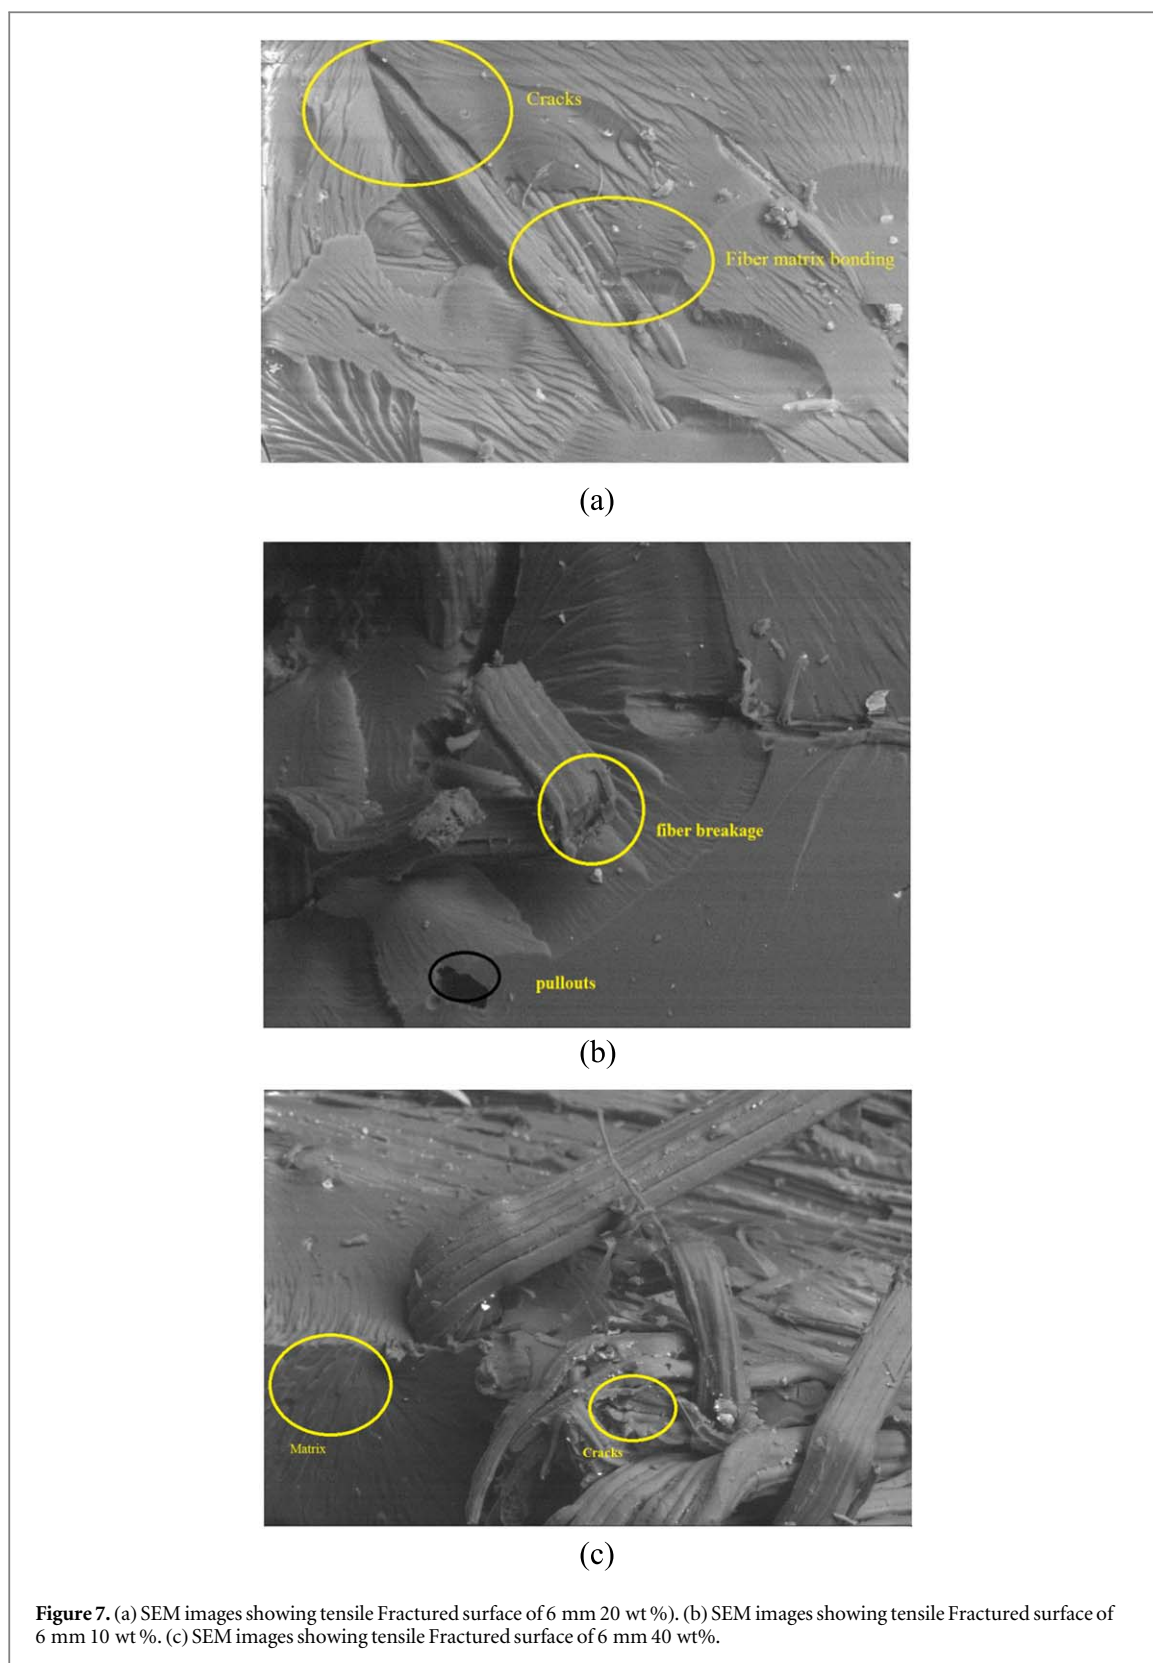 Cracks
Fiber matrix bonding
(a)
fiber breakage
pullouts
(b)
Matrix
Cracks
(c)
Figure 7. (a) SEM images showing tensile Fractured surface of 6 mm 20 wt %). (b) SEM images showing tensile Fractured surface of
6 mm 10 wt %. (c) SEM images showing tensile Fractured surface of 6 mm 40 wt%.